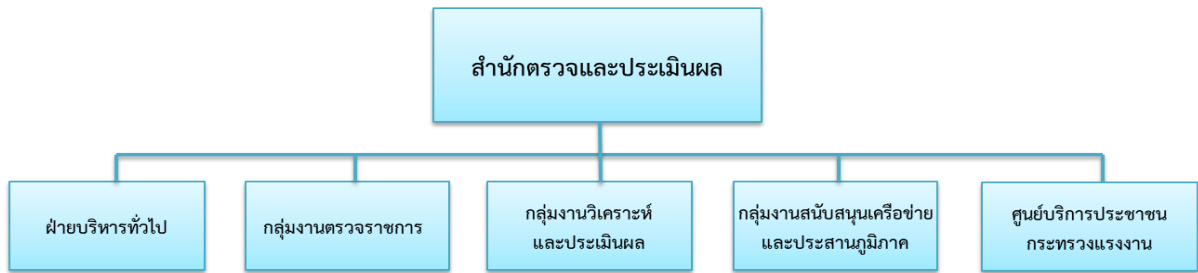 สำนักตรวจและประเมินผล
ฝ่ายบริหารทั่วไป
กลุ่มงานตรวจราชการ
กลุ่มงานวิเคราะห์
และประเมินผล
กลุ่มงานสนับสนุนเครือข่าย
และประสานภูมิภาค
ศูนย์บริการประชาชน
กระทรวงแรงงาน